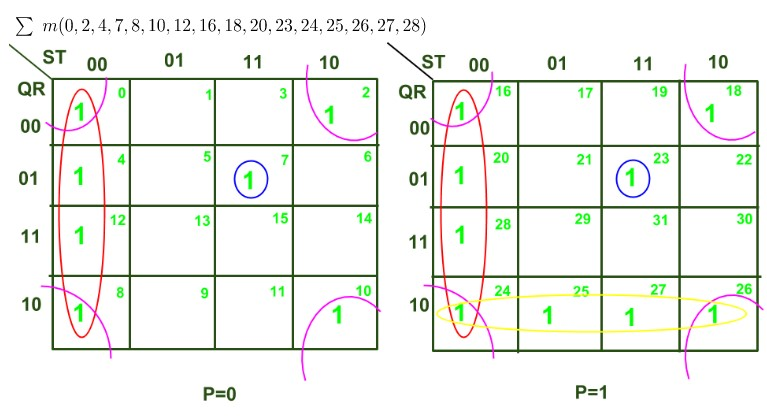 ∑ m(0, 2, 4, 7, 8, 10, 12, 16, 18, 20, 23, 24, 25, 26, 27, 28)
ST 00 01 11 10 ST 00 01 11 10
QR 0 1 3 2 QR 16 17 19 18
00 1 1 00 1 1
4 5 7 6 20 21 23 22
01 1 1 01 1 1
12 13 15 14 28 29 31 30
11 1 11 1
8 9 11 10 24 25 27 26
10 1 1 10 1 1 1 1
P=0 P=1